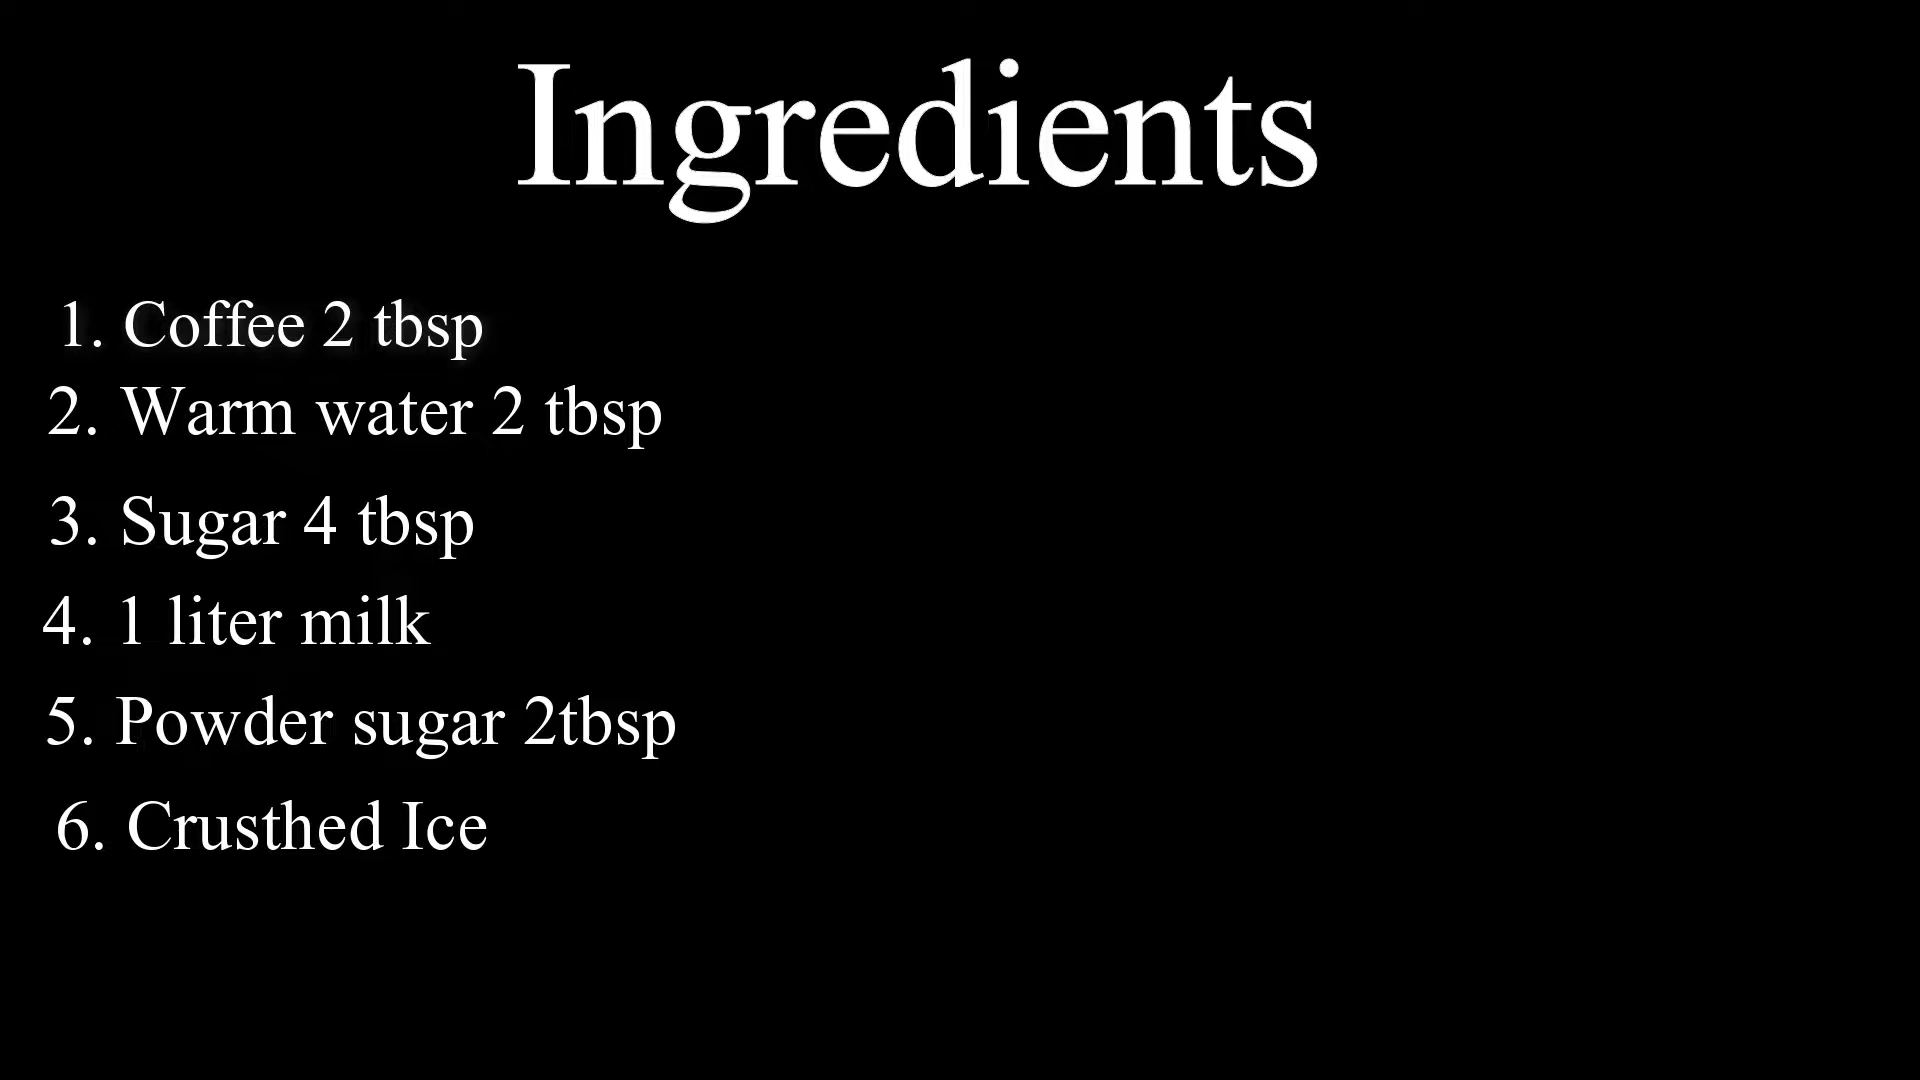 Ingredients
1. Coffee 2 tbsp
2. Warm water 2 tbsp
3. Sugar 4 tbsp
4. 1 liter milk
5. Powder sugar 2tbsp
6. Crusthed Ice